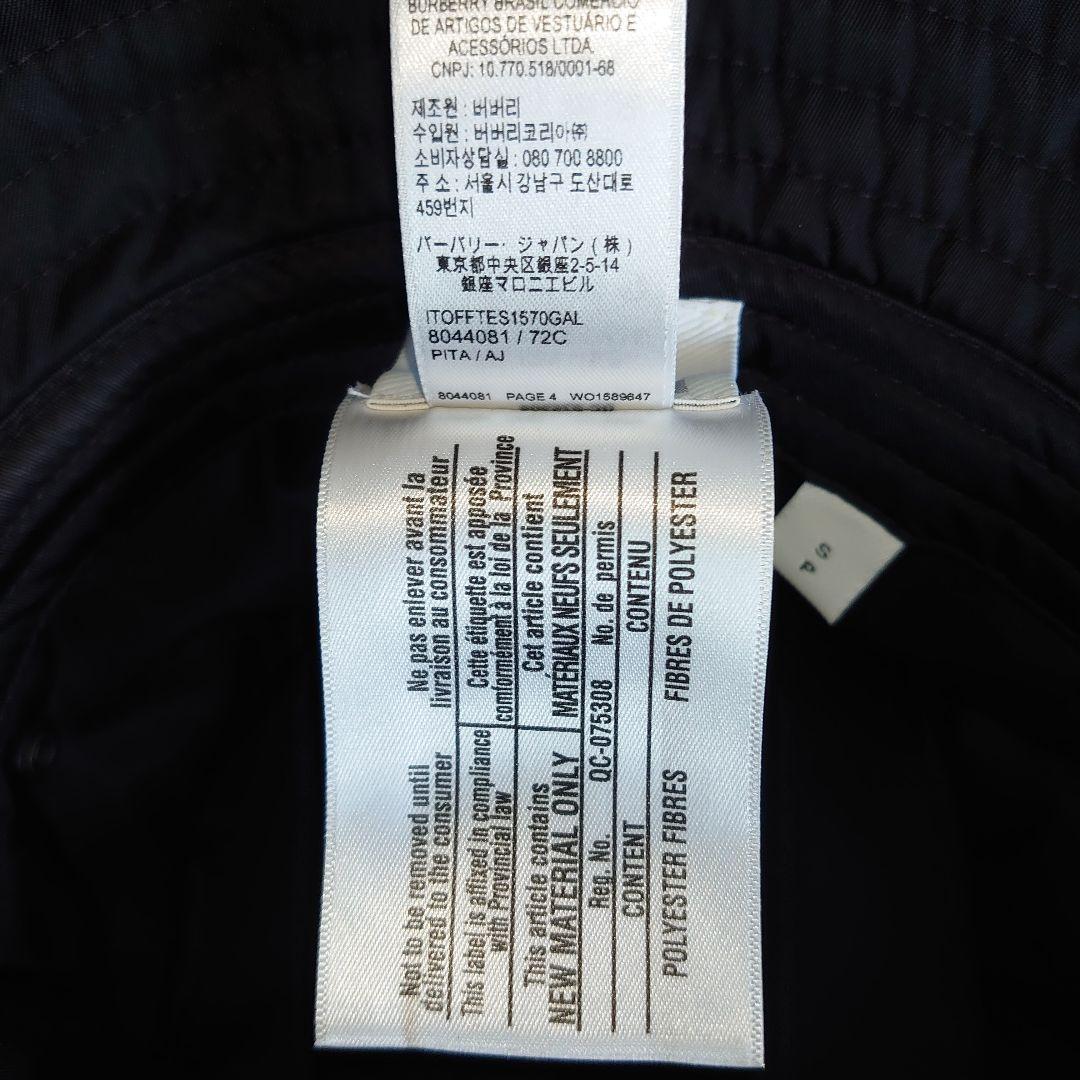 BURBERRY BRASIL COMERCIO
DE ARTIGOS DE VESTUÁRIO E
ACESSÓRIOS LTDA
CNPJ: 10.770.518/0001-68
제조원 : 버버리
수입원 : 버버리코리아㈜
소비자상담실 : 080 700 8800
주 소 : 서울시 강남구 도산대로
459번지
バーバリー・ジャパン ( 株 )
東京都中央区銀座2-5-14
銀座マロニエビル
ITOFFTES1570GAL
8044081 / 72C
PITA / AJ
8044081 PAGE 4 WO1589647
Not to be removed until
delivered to the consumer
Ne pas enlever avant la
livraison au consommateur
This label is affixed in compliance
with Provincial law
Cette étiquette est apposée
comformément à la loi de la Province
This article contains
NEW MATERIAL ONLY
Cet article contient
MATÉRIAUX NEUFS SEULEMENT
Reg. No. QC-075308 No. de permis
CONTENT CONTENU
POLYESTER FIBRES FIBRES DE POLYESTER
SP